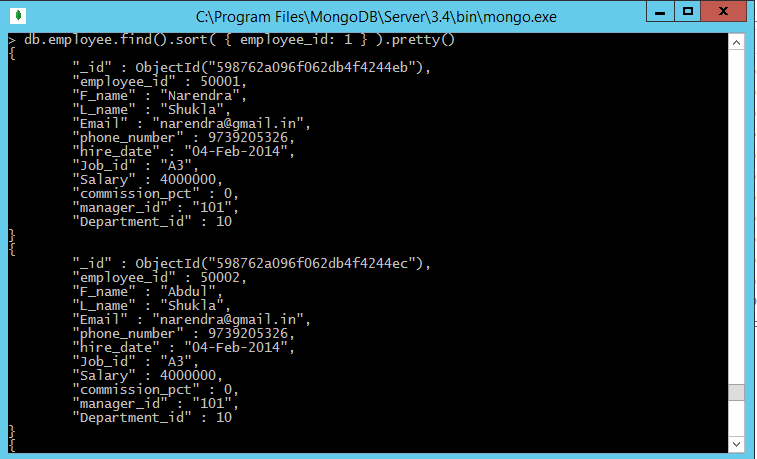 C:\Program Files\MongoDB\Server\3.4\bin\mongo.exe
> db.employee.find().sort( { employee_id: 1 } ).pretty()
{
        "_id" : ObjectId("598762a096f062db4f4244eb"),
        "employee_id" : 50001,
        "F_name" : "Narendra",
        "L_name" : "Shukla",
        "Email" : "narendra@gmail.in",
        "phone_number" : 9739205326,
        "hire_date" : "04-Feb-2014",
        "Job_id" : "A3",
        "Salary" : 4000000,
        "commission_pct" : 0,
        "manager_id" : "101",
        "Department_id" : 10
}
{
        "_id" : ObjectId("598762a096f062db4f4244ec"),
        "employee_id" : 50002,
        "F_name" : "Abdul",
        "L_name" : "Shukla",
        "Email" : "narendra@gmail.in",
        "phone_number" : 9739205326,
        "hire_date" : "04-Feb-2014",
        "Job_id" : "A3",
        "Salary" : 4000000,
        "commission_pct" : 0,
        "manager_id" : "101",
        "Department_id" : 10
}
{